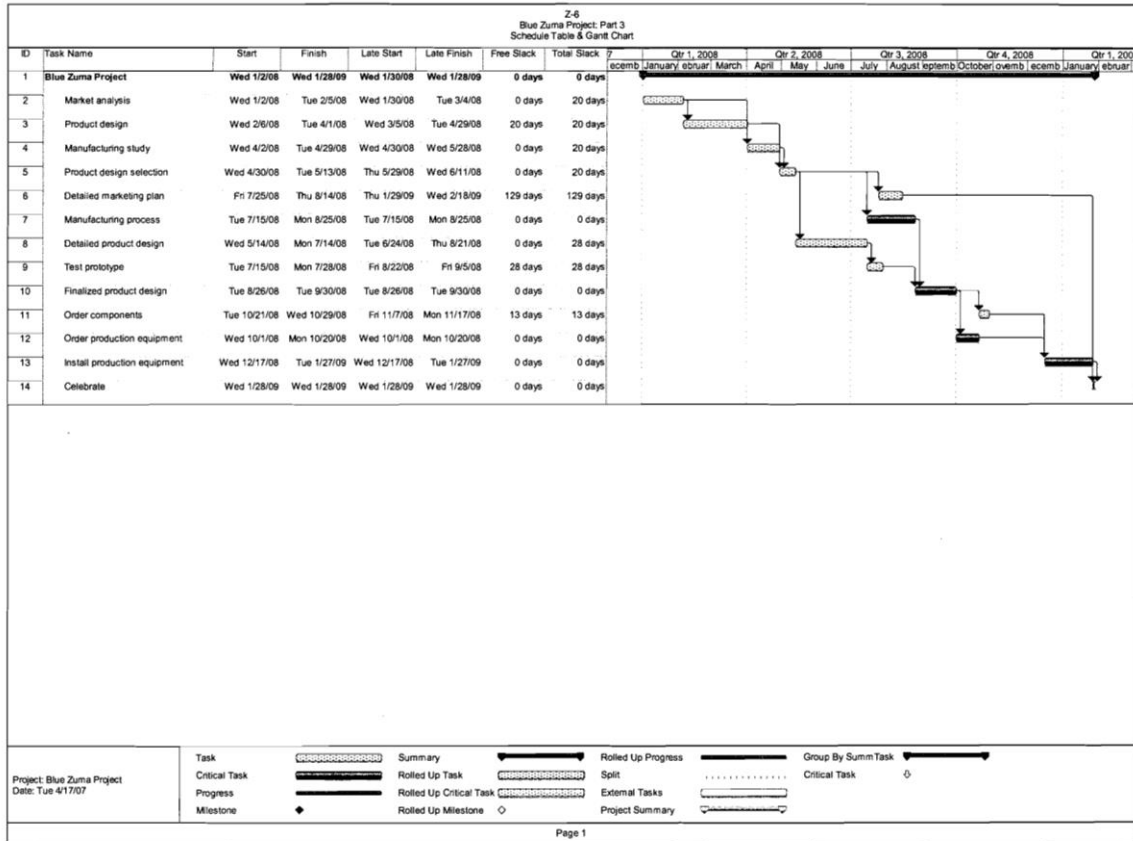 Z-6
Blue Zuma Project: Part 3
Schedule Table & Gantt Chart
ID Task Name Start Finish Late Start Late Finish Free Slack Total Slack 7 Qtr 1, 2008 Qtr 2, 2008 Qtr 3, 2008 Qtr 4, 2008 Qtr 1, 200
ecemb January ebruar March April May June July August eptemb October ovemb ecemb January ebruar
1 Blue Zuma Project Wed 1/2/08 Wed 1/28/09 Wed 1/30/08 Wed 1/28/09 0 days 0 days
2 Market analysis Wed 1/2/08 Tue 2/5/08 Wed 1/30/08 Tue 3/4/08 0 days 20 days
3 Product design Wed 2/6/08 Tue 4/1/08 Wed 3/5/08 Tue 4/29/08 20 days 20 days
4 Manufacturing study Wed 4/2/08 Tue 4/29/08 Wed 4/30/08 Wed 5/28/08 0 days 20 days
5 Product design selection Wed 4/30/08 Tue 5/13/08 Thu 5/29/08 Wed 6/11/08 0 days 20 days
6 Detailed marketing plan Fri 7/25/08 Thu 8/14/08 Thu 1/29/09 Wed 2/18/09 129 days 129 days
7 Manufacturing process Tue 7/15/08 Mon 8/25/08 Tue 7/15/08 Mon 8/25/08 0 days 0 days
8 Detailed product design Wed 5/14/08 Mon 7/14/08 Tue 6/24/08 Thu 8/21/08 0 days 28 days
9 Test prototype Tue 7/15/08 Mon 7/28/08 Fri 8/22/08 Fri 9/5/08 28 days 28 days
10 Finalized product design Tue 8/26/08 Tue 9/30/08 Tue 8/26/08 Tue 9/30/08 0 days 0 days
11 Order components Tue 10/21/08 Wed 10/29/08 Fri 11/7/08 Mon 11/17/08 13 days 13 days
12 Order production equipment Wed 10/1/08 Mon 10/20/08 Wed 10/1/08 Mon 10/20/08 0 days 0 days
13 Install production equipment Wed 12/17/08 Tue 1/27/09 Wed 12/17/08 Tue 1/27/09 0 days 0 days
14 Celebrate Wed 1/28/09 Wed 1/28/09 Wed 1/28/09 Wed 1/28/09 0 days 0 days
Project: Blue Zuma Project
Date: Tue 4/17/07
Task Summary Rolled Up Progress Group By SummTask
Critical Task Rolled Up Task Split Critical Task
Progress Rolled Up Critical Task External Tasks
Milestone Rolled Up Milestone Project Summary
Page 1